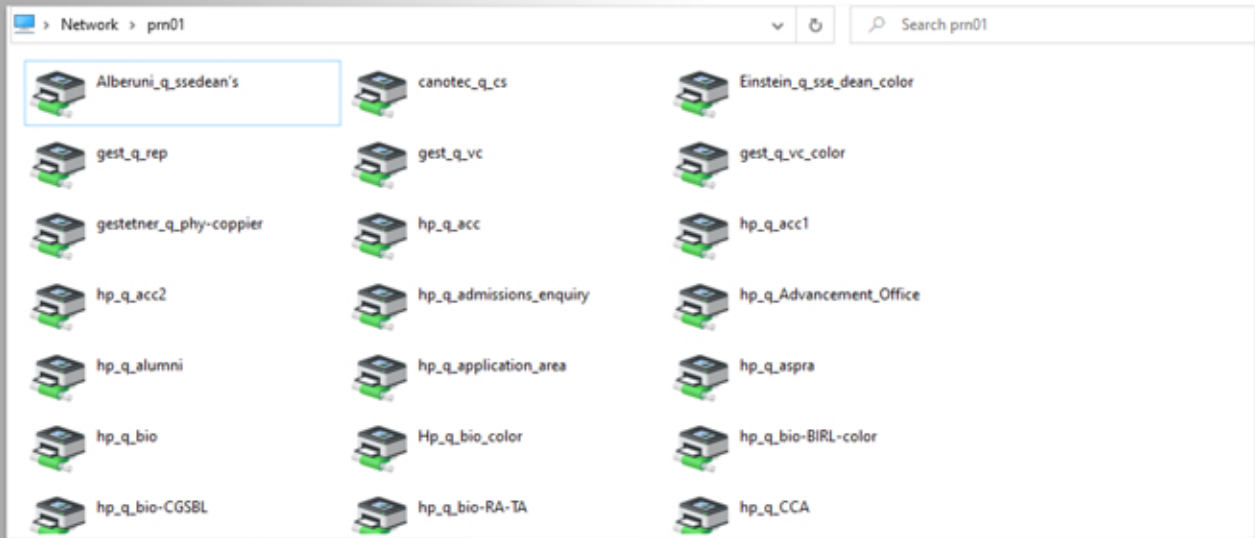 Network > prn01 Search prn01
Alberuni_q_ssedean's canotec_q_cs Einstein_q_sse_dean_color
gest_q_rep gest_q_vc gest_q_vc_color
gestetner_q_phy-coppier hp_q_acc hp_q_acc1
hp_q_acc2 hp_q_admissions_enquiry hp_q_Advancement_Office
hp_q_alumni hp_q_application_area hp_q_aspra
hp_q_bio Hp_q_bio_color hp_q_bio-BIRL-color
hp_q_bio-CGSBL hp_q_bio-RA-TA hp_q_CCA